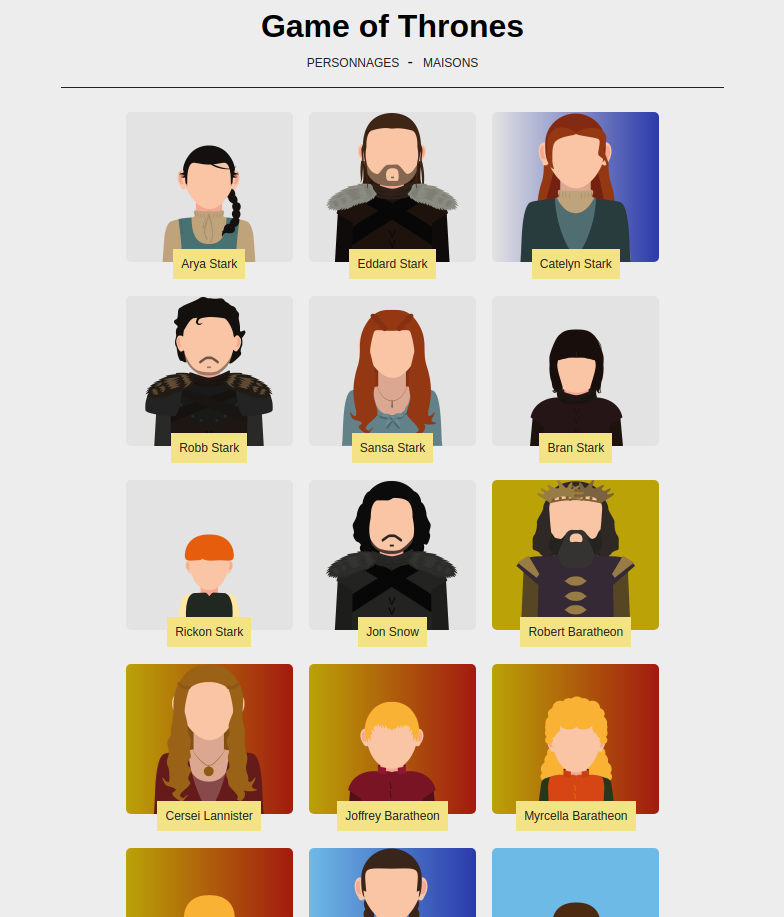 Game of Thrones
PERSONNAGES - MAISONS
Arya Stark
Eddard Stark
Catelyn Stark
Robb Stark
Sansa Stark
Bran Stark
Rickon Stark
Jon Snow
Robert Baratheon
Cersei Lannister
Joffrey Baratheon
Myrcella Baratheon